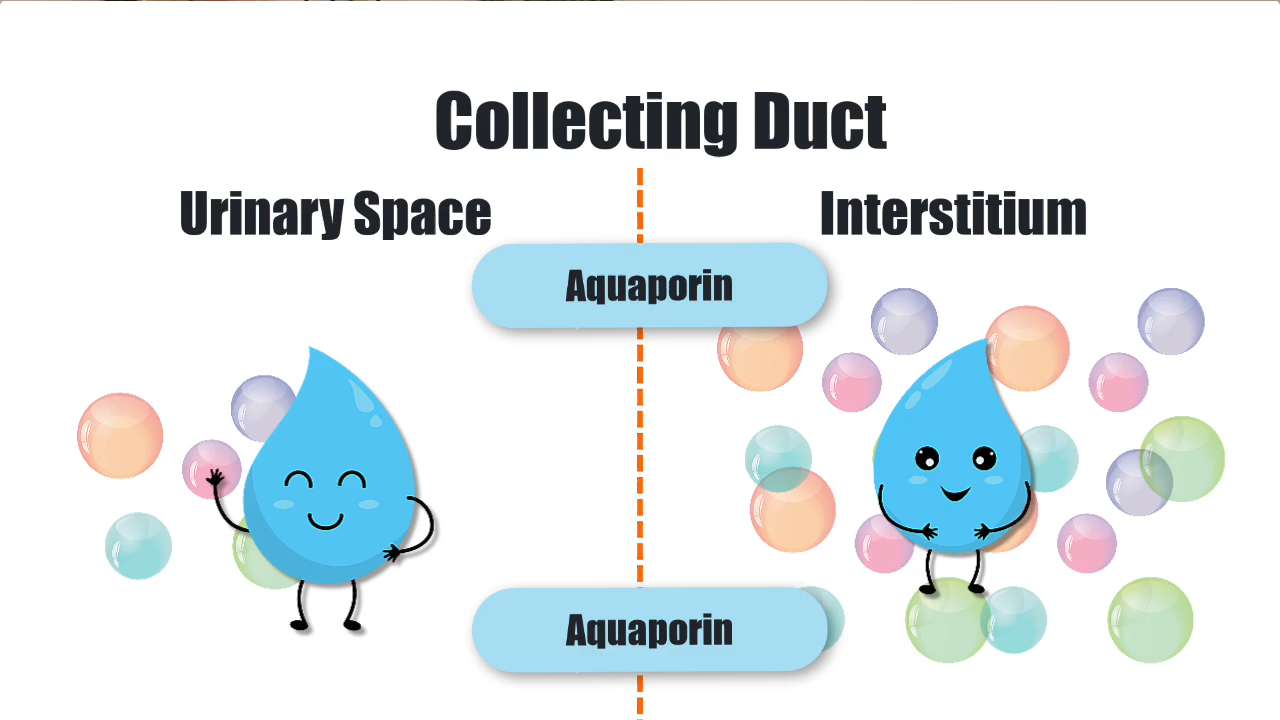 Collecting Duct
Urinary Space
Interstitium
Aquaporin
Aquaporin